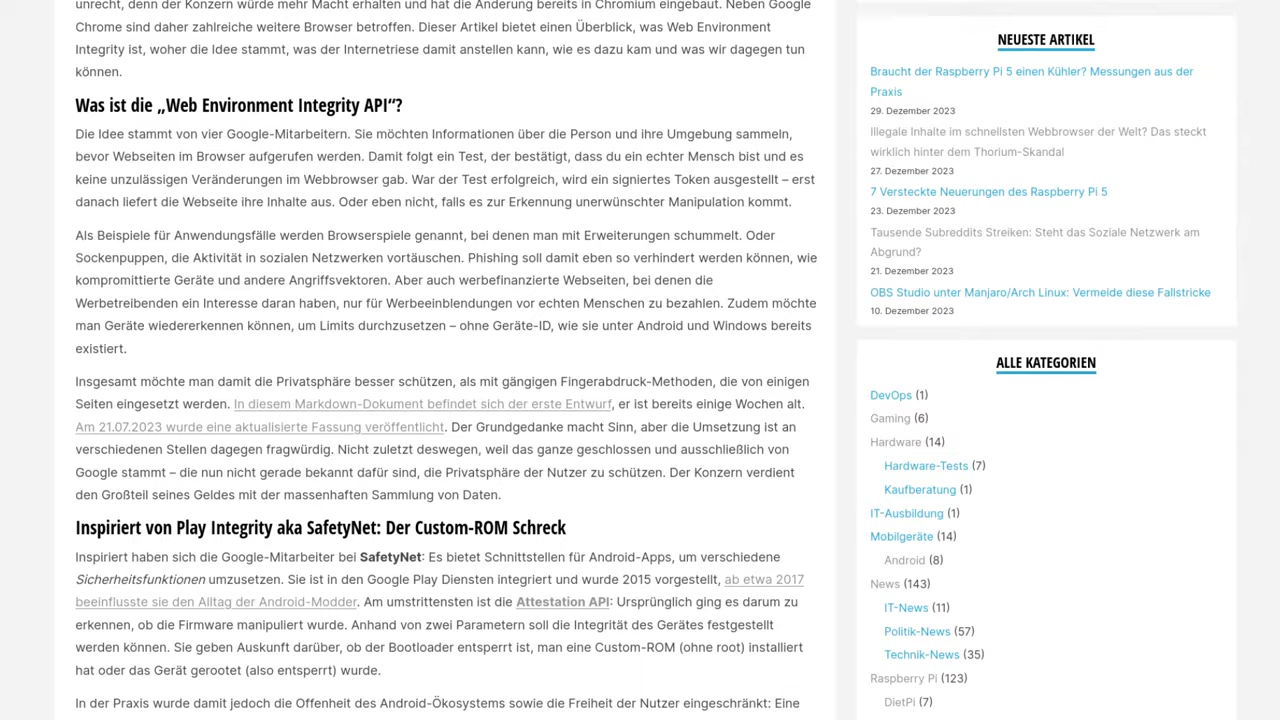 unrecht, denn der Konzern würde mehr Macht erhalten und hat die Änderung bereits in Chromium eingebaut. Neben Google
Chrome sind daher zahlreiche weitere Browser betroffen. Dieser Artikel bietet einen Überblick, was Web Environment
Integrity ist, woher die Idee stammt, was der Internetriese damit anstellen kann, wie es dazu kam und was wir dagegen tun
können.
Was ist die „Web Environment Integrity API“?
Die Idee stammt von vier Google-Mitarbeitern. Sie möchten Informationen über die Person und ihre Umgebung sammeln,
bevor Webseiten im Browser aufgerufen werden. Damit folgt ein Test, der bestätigt, dass du ein echter Mensch bist und es
keine unzulässigen Veränderungen im Webbrowser gab. War der Test erfolgreich, wird ein signiertes Token ausgestellt – erst
danach liefert die Webseite ihre Inhalte aus. Oder eben nicht, falls es zur Erkennung unerwünschter Manipulation kommt.
Als Beispiele für Anwendungsfälle werden Browserspiele genannt, bei denen man mit Erweiterungen schummelt. Oder
Sockenpuppen, die Aktivität in sozialen Netzwerken vortäuschen. Phishing soll damit eben so verhindert werden können, wie
kompromittierte Geräte und andere Angriffsvektoren. Aber auch werbefinanzierte Webseiten, bei denen die
Werbetreibenden ein Interesse daran haben, nur für Werbeeinblendungen vor echten Menschen zu bezahlen. Zudem möchte
man Geräte wiedererkennen können, um Limits durchzusetzen – ohne Geräte-ID, wie sie unter Android und Windows bereits
existiert.
Insgesamt möchte man damit die Privatsphäre besser schützen, als mit gängigen Fingerabdruck-Methoden, die von einigen
Seiten eingesetzt werden. In diesem Markdown-Dokument befindet sich der erste Entwurf, er ist bereits einige Wochen alt.
Am 21.07.2023 wurde eine aktualisierte Fassung veröffentlicht. Der Grundgedanke macht Sinn, aber die Umsetzung ist an
verschiedenen Stellen dagegen fragwürdig. Nicht zuletzt deswegen, weil das ganze geschlossen und ausschließlich von
Google stammt – die nun nicht gerade bekannt dafür sind, die Privatsphäre der Nutzer zu schützen. Der Konzern verdient
den Großteil seines Geldes mit der massenhaften Sammlung von Daten.
Inspiriert von Play Integrity aka SafetyNet: Der Custom-ROM Schreck
Inspiriert haben sich die Google-Mitarbeiter bei SafetyNet: Es bietet Schnittstellen für Android-Apps, um verschiedene
Sicherheitsfunktionen umzusetzen. Sie ist in den Google Play Diensten integriert und wurde 2015 vorgestellt, ab etwa 2017
beeinflusste sie den Alltag der Android-Modder. Am umstrittensten ist die Attestation API: Ursprünglich ging es darum zu
erkennen, ob die Firmware manipuliert wurde. Anhand von zwei Parametern soll die Integrität des Gerätes festgestellt
werden können. Sie geben Auskunft darüber, ob der Bootloader entsperrt ist, man eine Custom-ROM (ohne root) installiert
hat oder das Gerät gerootet (also entsperrt) wurde.
In der Praxis wurde damit jedoch die Offenheit des Android-Ökosystems sowie die Freiheit der Nutzer eingeschränkt: Eine
NEUESTE ARTIKEL
Braucht der Raspberry Pi 5 einen Kühler? Messungen aus der
Praxis
29. Dezember 2023
Illegale Inhalte im schnellsten Webbrowser der Welt? Das steckt
wirklich hinter dem Thorium-Skandal
27. Dezember 2023
7 Versteckte Neuerungen des Raspberry Pi 5
23. Dezember 2023
Tausende Subreddits Streiken: Steht das Soziale Netzwerk am
Abgrund?
21. Dezember 2023
OBS Studio unter Manjaro/Arch Linux: Vermeide diese Fallstricke
10. Dezember 2023
ALLE KATEGORIEN
DevOps (1)
Gaming (6)
Hardware (14)
Hardware-Tests (7)
Kaufberatung (1)
IT-Ausbildung (1)
Mobilgeräte (14)
Android (8)
News (143)
IT-News (11)
Politik-News (57)
Technik-News (35)
Raspberry Pi (123)
DietPi (7)